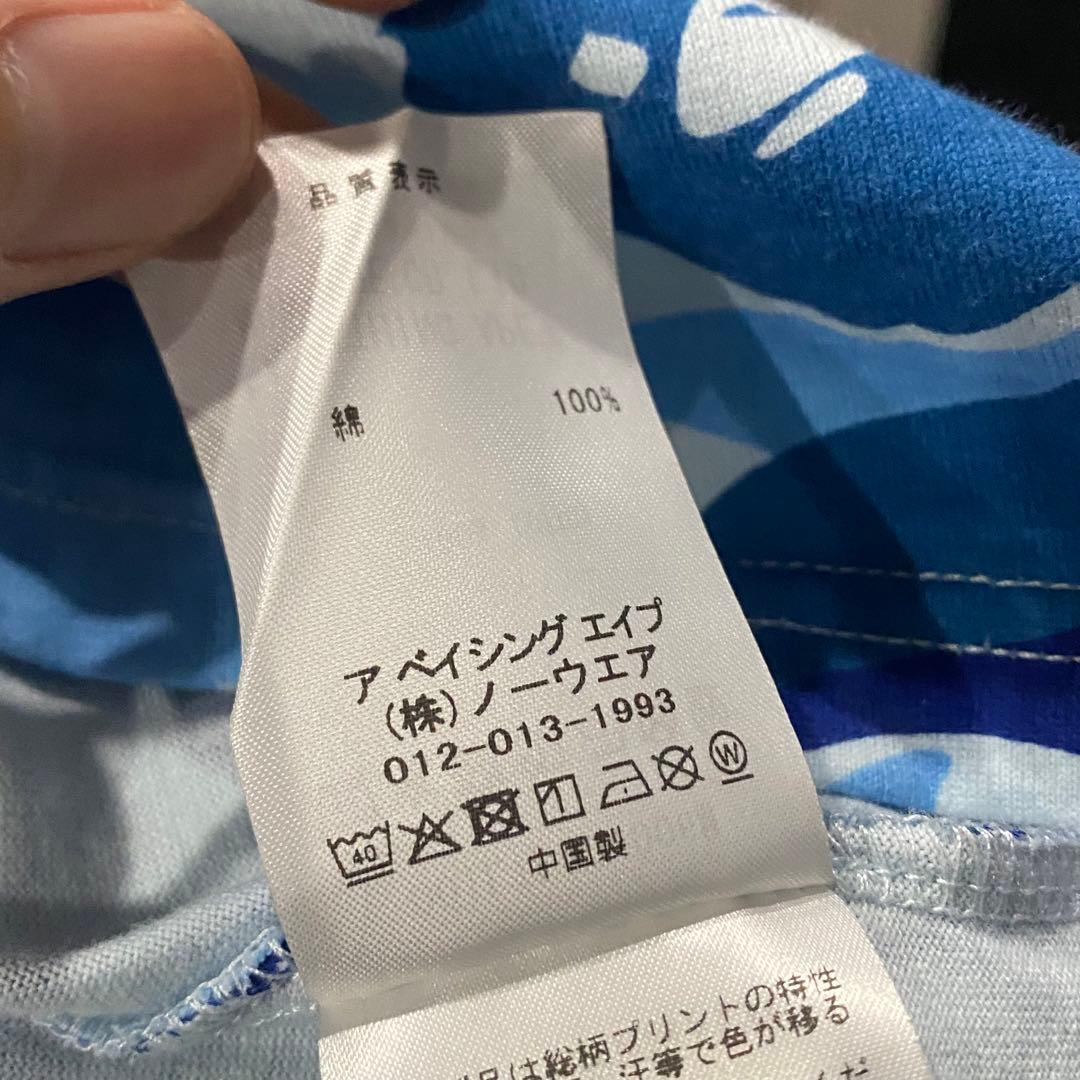 品質表示
綿 100%
ア ベイシング エイプ
(株)ノーウエア
012-013-1993
40
W
中国製
品は総柄プリントの特性
汗等で色が移る